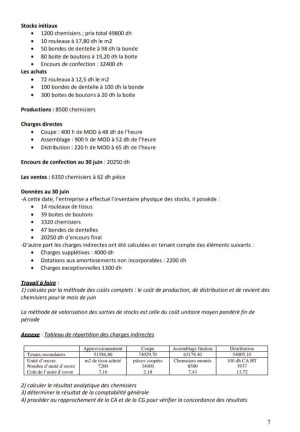 Stocks initiaux
• 1200 chemisiers ; prix total 49800 dh
• 10 rouleaux à 17,80 dh le m2
• 50 bondes de dentelle à 98 dh la bonde
• 80 boite de boutons à 19,20 dh la boite
• Encours de confection : 32400 dh
Les achats
• 72 rouleaux à 12,5 dh le m2
• 100 bondes de dentelle à 100 dh la bonde
• 300 boites de boutons à 20 dh la boite
Productions : 8500 chemisiers
Charges directes
• Coupe : 400 h de MOD à 48 dh de l'heure
• Assemblage : 900 h de MOD à 52 dh de l'heure
• Distribution : 220 h de MOD à 65 dh de l'heure
Encours de confection au 30 juin : 20250 dh
Les ventes : 6350 chemisiers à 62 dh pièce
Données au 30 juin
-A cette date, l'entreprise a effectué l'inventaire physique des stocks, il possède :
• 14 rouleaux de tissus
• 39 boites de boutons
• 3320 chemisiers
• 47 bondes de dentelles
• 20250 dh d'encours final
-D'autre part les charges indirectes ont été calculées en tenant compte des éléments suivants :
• Charges supplétives : 4000 dh
• Dotations aux amortissements non incorporables : 2200 dh
• Charges exceptionnelles 1300 dh
Travail à faire :
1) calculez par la méthode des coûts complets : le coût de production, de distribution et de revient des
chemisiers pour le mois de juin
La méthode de valorisation des sorties de stocks est celle du coût unitaire moyen pondéré fin de
période
Annexe : Tableau de répartition des charges indirectes
Approvisionnement Coupe Assemblage finition Distribution
Totaux secondaires 51586,80 74029,70 63178,40 54005,10
Unité d'œuvre m2 de tissu acheté pièces coupées Chemisiers montés 100 dh CA HT
Nombre d'unité d'œuvre 7200 34000 8500 3937
Coût de l'unité d'œuvre 7,16 2,18 7,43 13,72
2) calculer le résultat analytique des chemisiers
3) déterminer le résultat de la comptabilité générale
4) procéder au rapprochement de la CA et de la CG pour vérifier la concordance des résultats
7